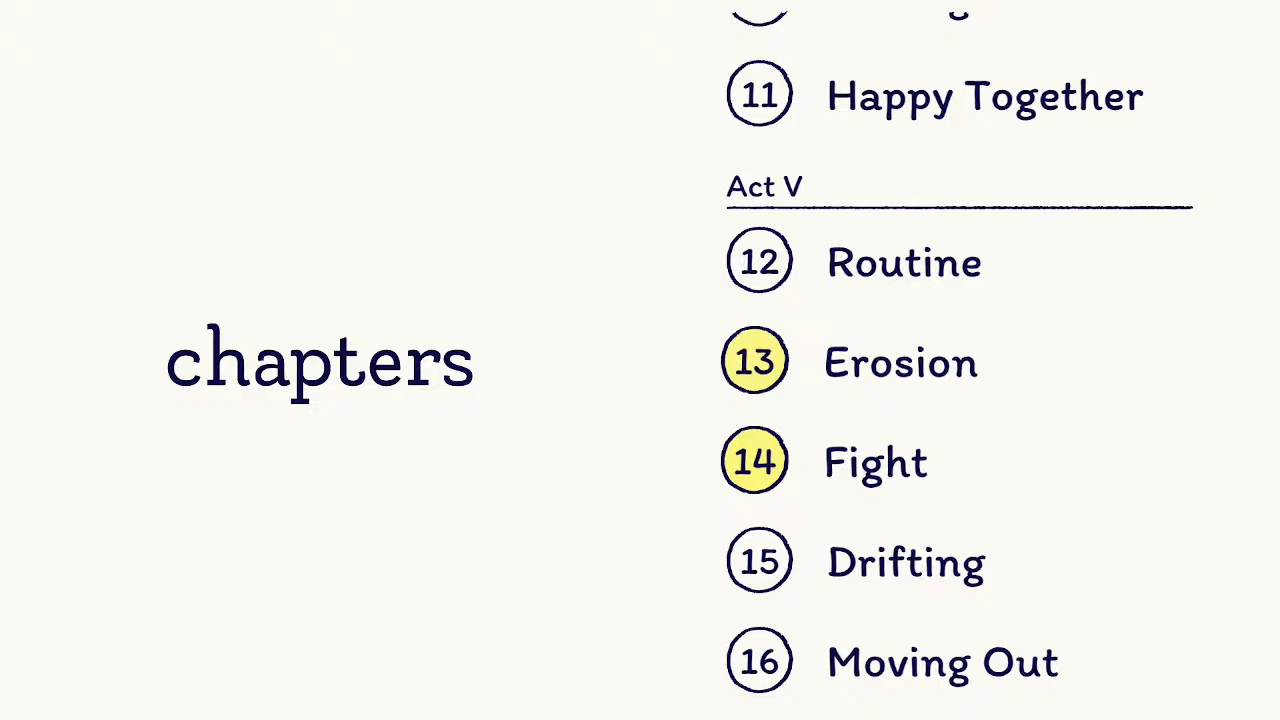 chapters
11 Happy Together
Act V
12 Routine
13 Erosion
14 Fight
15 Drifting
16 Moving Out